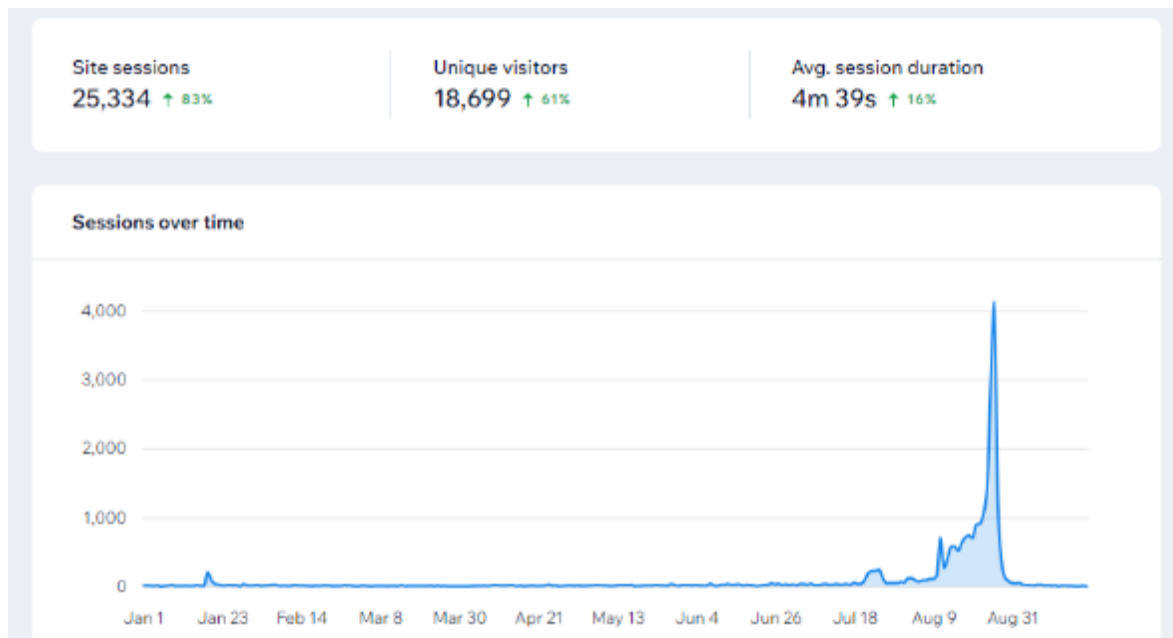 Site sessions
25,334 ↑ 83%
Unique visitors
18,699 ↑ 61%
Avg. session duration
4m 39s ↑ 16%
Sessions over time
4,000
3,000
2,000
1,000
0
Jan 1 Jan 23 Feb 14 Mar 8 Mar 30 Apr 21 May 13 Jun 4 Jun 26 Jul 18 Aug 9 Aug 31